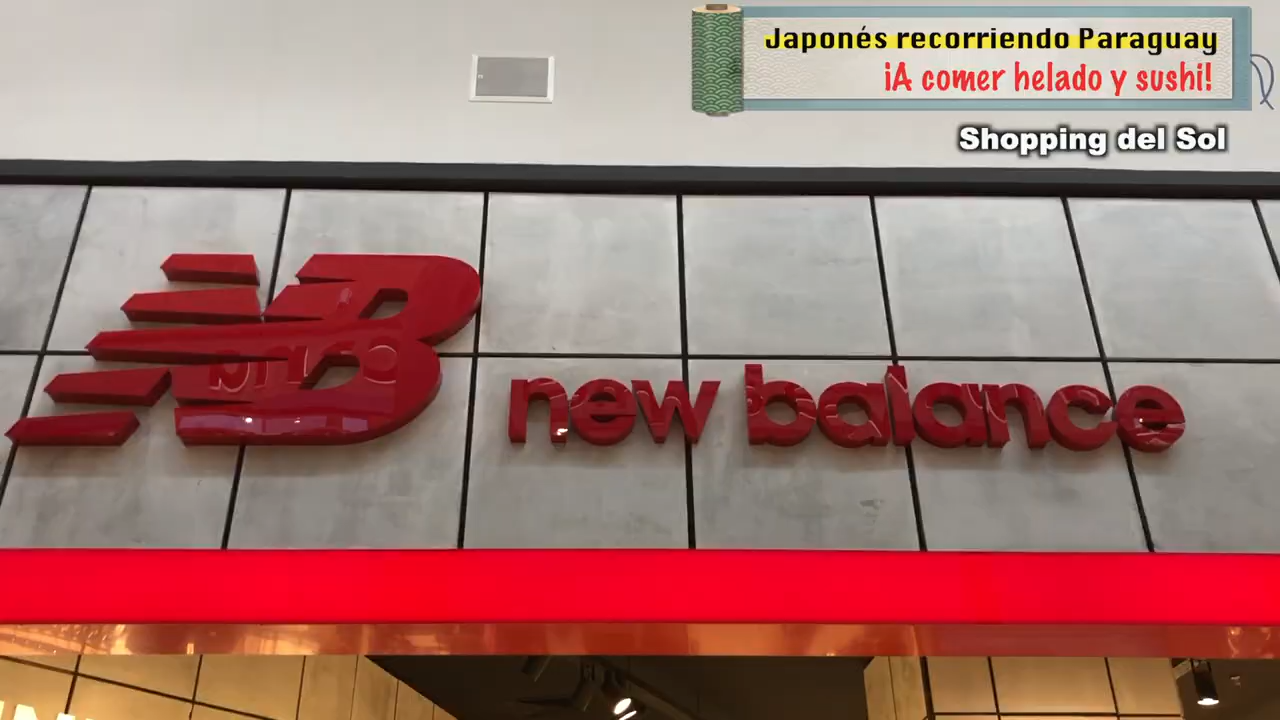 Japonés recorriendo Paraguay
¡A comer helado y sushi!
Shopping del Sol
new balance